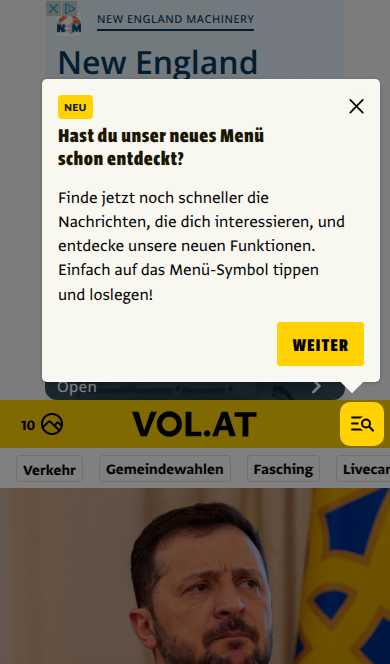 NEW ENGLAND MACHINERY
New England
NEU
Hast du unser neues Menü
schon entdeckt?
Finde jetzt noch schneller die
Nachrichten, die dich interessieren, und
entdecke unsere neuen Funktionen.
Einfach auf das Menü-Symbol tippen
und loslegen!
WEITER
Open
10
VOL.AT
Verkehr
Gemeindewahlen
Fasching
Livecam